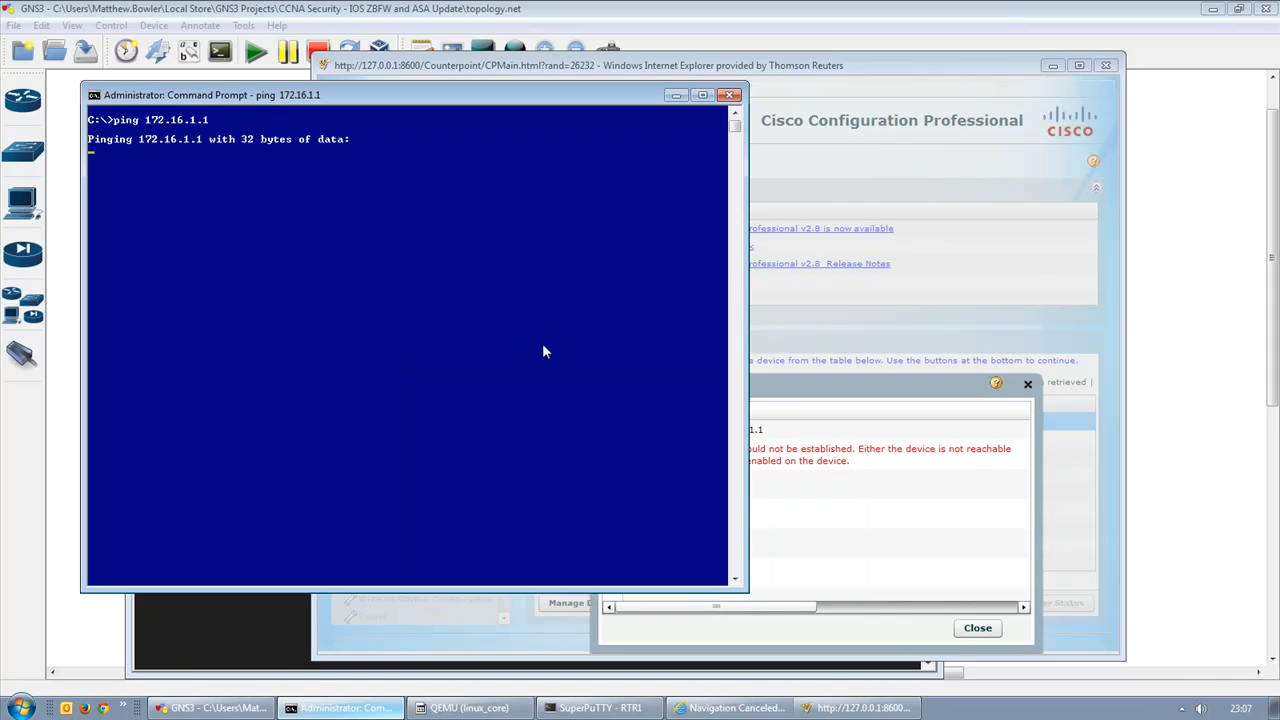 GNS3 - C:\Users\Matthew.Bowler\Local Store\GNS3 Projects\CCNA Security - IOS ZBFW and ASA Update\topology.net
File Edit View Control Device Annotate Tools Help
http://127.0.0.1:8600/Counterpoint/CPMain.html?rand=26232 - Windows Internet Explorer provided by Thomson Reuters
Administrator: Command Prompt - ping 172.16.1.1
C:\>ping 172.16.1.1
Pinging 172.16.1.1 with 32 bytes of data:
Cisco Configuration Professional
CISCO
rofessional v2.8 is now available
s
rofessional v2.8 Release Notes
a device from the table below. Use the buttons at the bottom to continue.
retrieved |
.1.1
ould not be established. Either the device is not reachable
enabled on the device.
Manage D
er Status
Close
GNS3 - C:\Users\Mat...
Administrator: Com...
QEMU (linux_core)
SuperPuTTY - RTR1
Navigation Canceled...
http://127.0.0.1:860...
23:07